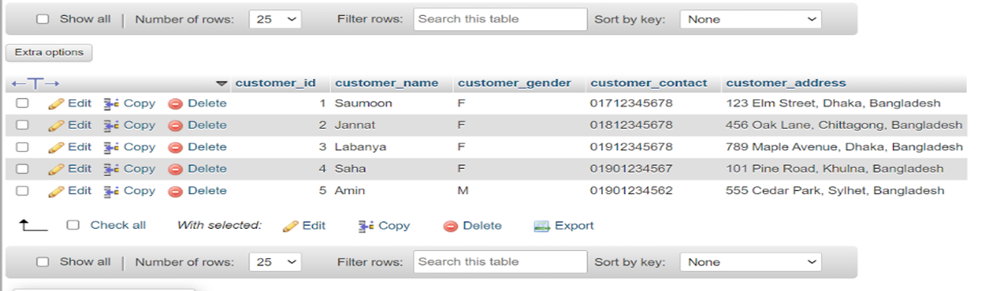 Show all | Number of rows: 25 Filter rows: Search this table Sort by key: None
Extra options
customer_id customer_name customer_gender customer_contact customer_address
Edit Copy Delete 1 Saumoon F 01712345678 123 Elm Street, Dhaka, Bangladesh
Edit Copy Delete 2 Jannat F 01812345678 456 Oak Lane, Chittagong, Bangladesh
Edit Copy Delete 3 Labanya F 01912345678 789 Maple Avenue, Dhaka, Bangladesh
Edit Copy Delete 4 Saha F 01901234567 101 Pine Road, Khulna, Bangladesh
Edit Copy Delete 5 Amin M 01901234562 555 Cedar Park, Sylhet, Bangladesh
Check all With selected: Edit Copy Delete Export
Show all | Number of rows: 25 Filter rows: Search this table Sort by key: None